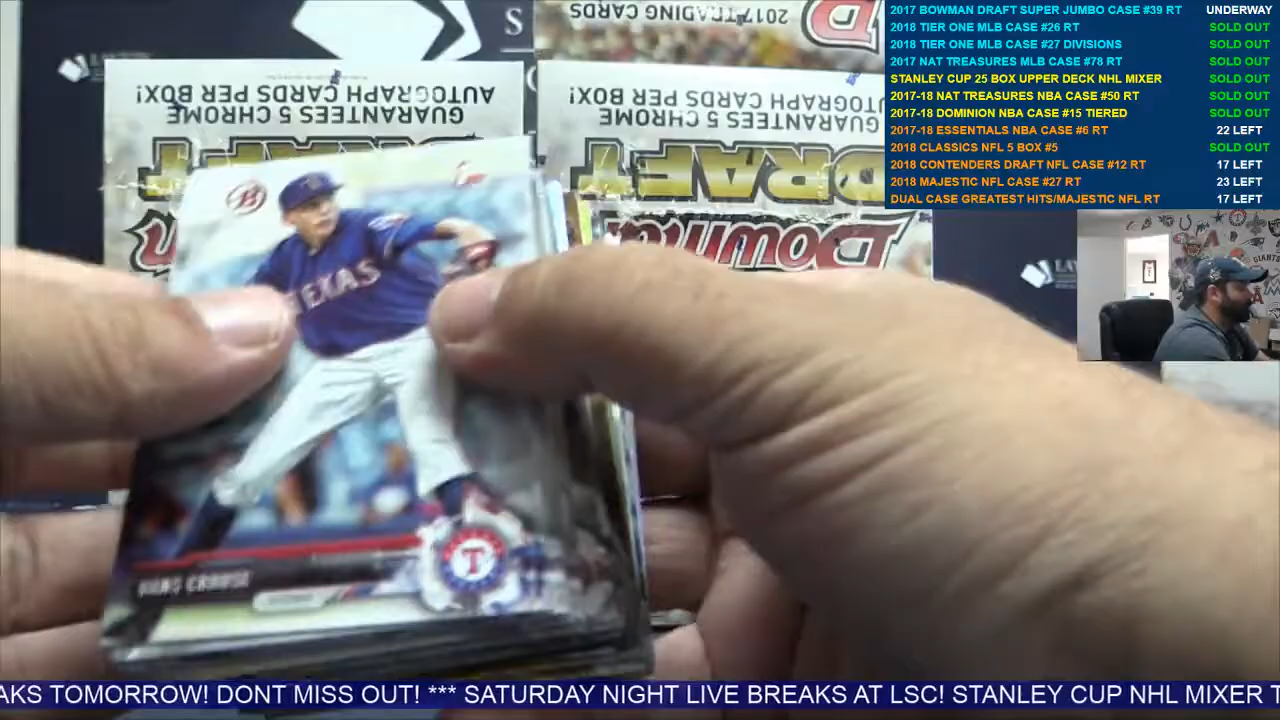 2017 BOWMAN DRAFT SUPER JUMBO CASE #39 RT UNDERWAY
2018 TIER ONE MLB CASE #26 RT SOLD OUT
2018 TIER ONE MLB CASE #27 DIVISIONS SOLD OUT
2017 NAT TREASURES MLB CASE #78 RT SOLD OUT
STANLEY CUP 25 BOX UPPER DECK NHL MIXER SOLD OUT
2017-18 NAT TREASURES NBA CASE #50 RT SOLD OUT
2017-18 DOMINION NBA CASE #15 TIERED SOLD OUT
2017-18 ESSENTIALS NBA CASE #6 RT 22 LEFT
2018 CLASSICS NFL 5 BOX #5 SOLD OUT
2018 CONTENDERS DRAFT NFL CASE #12 RT 17 LEFT
2018 MAJESTIC NFL CASE #27 RT 23 LEFT
DUAL CASE GREATEST HITS/MAJESTIC NFL RT 17 LEFT
2017 TRADING CARDS
GUARANTEES 5 CHROME
AUTOGRAPH CARDS PER BOX!
DRAFT
GUARANTEES 5 CHROME
AUTOGRAPH CARDS PER BOX!
DRAFT
Bowman
B
TEXAS
HANS CROUSE
T
GIANTS
AKS TOMORROW! DONT MISS OUT! *** SATURDAY NIGHT LIVE BREAKS AT LSC! STANLEY CUP NHL MIXER T